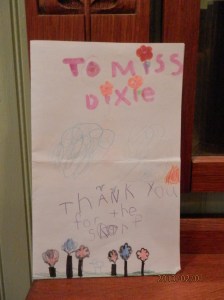 TO MISS
DIXIE
THANK YOU
for the